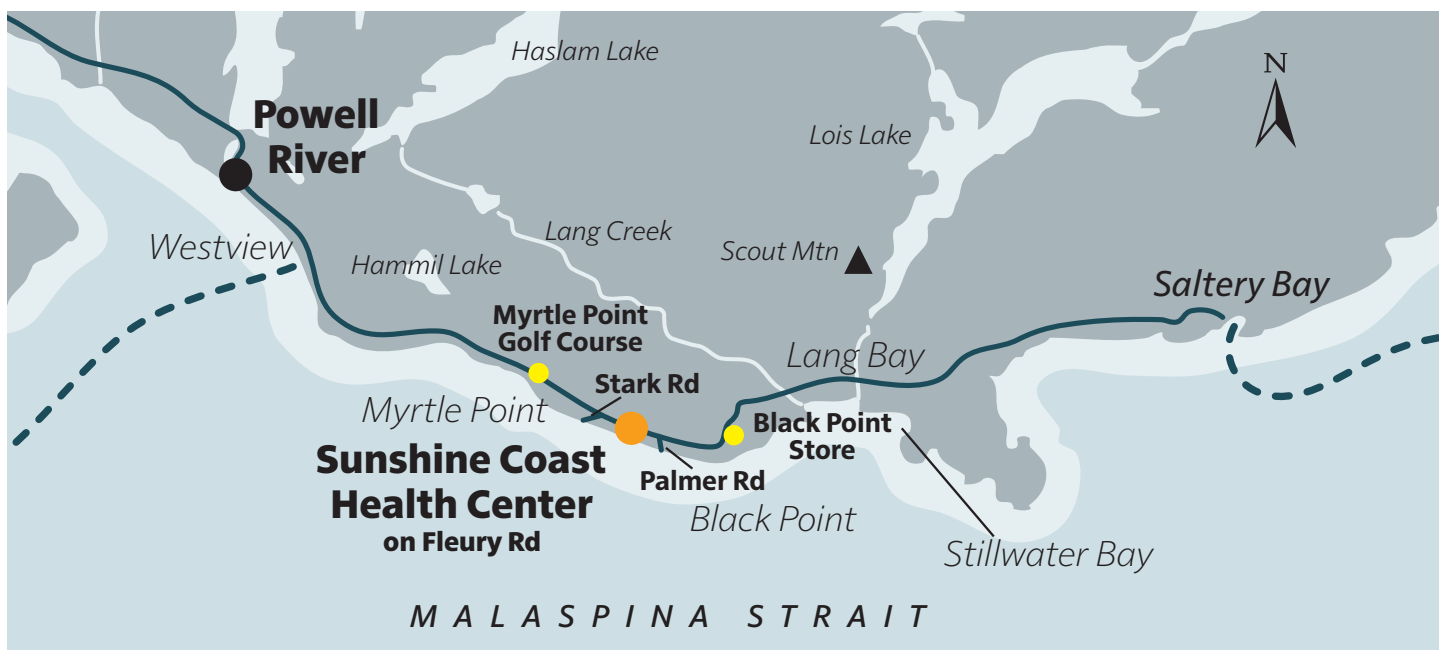 Haslam Lake
N
Powell
River
Lois Lake
Westview
Lang Creek
Scout Mtn
Hammil Lake
Saltery Bay
Myrtle Point
Golf Course
Lang Bay
Stark Rd
Myrtle Point
Black Point
Store
Sunshine Coast
Health Center
on Fleury Rd
Palmer Rd
Black Point
Stillwater Bay
MALASPINA STRAIT